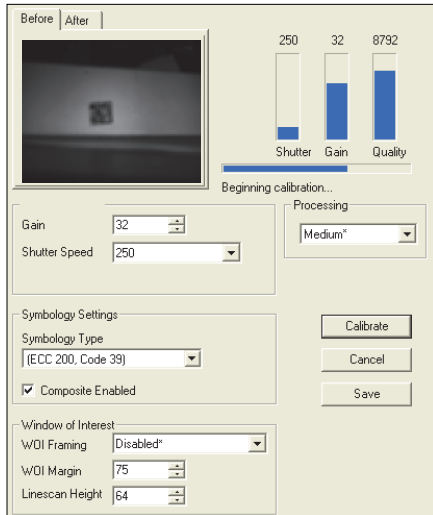 Before After
250 32 8792
Shutter Gain Quality
Beginning calibration...
Gain 32
Shutter Speed 250
Processing
Medium*
Symbology Settings
Symbology Type
(ECC 200, Code 39)
Composite Enabled
Calibrate
Cancel
Save
Window of Interest
WOI Framing Disabled*
WOI Margin 75
Linescan Height 64